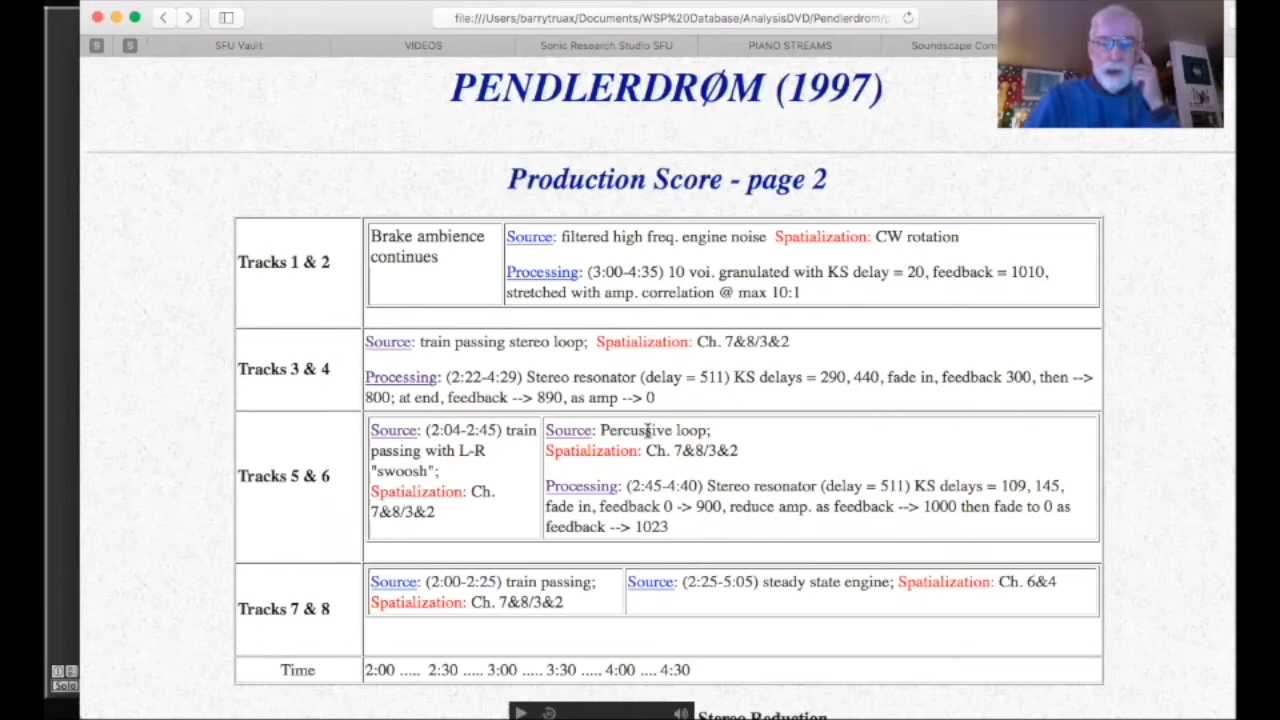 file:///Users/barrytruax/Documents/WSP%20Database/AnalysisDVD/Pendlerdrom/
S
S
SFU Vault
VIDEOS
Sonic Research Studio SFU
PIANO STREAMS
Soundscape Com
PENDLERDRØM (1997)
Production Score - page 2
Tracks 1 & 2
Brake ambience
continues
Source: filtered high freq. engine noise Spatialization: CW rotation
Processing: (3:00-4:35) 10 voi. granulated with KS delay = 20, feedback = 1010,
stretched with amp. correlation @ max 10:1
Tracks 3 & 4
Source: train passing stereo loop; Spatialization: Ch. 7&8/3&2
Processing: (2:22-4:29) Stereo resonator (delay = 511) KS delays = 290, 440, fade in, feedback 300, then -->
800; at end, feedback --> 890, as amp --> 0
Tracks 5 & 6
Source: (2:04-2:45) train
passing with L-R
"swoosh";
Spatialization: Ch.
7&8/3&2
Source: Percussive loop;
Spatialization: Ch. 7&8/3&2
Processing: (2:45-4:40) Stereo resonator (delay = 511) KS delays = 109, 145,
fade in, feedback 0 -> 900, reduce amp. as feedback --> 1000 then fade to 0 as
feedback --> 1023
Tracks 7 & 8
Source: (2:00-2:25) train passing;
Spatialization: Ch. 7&8/3&2
Source: (2:25-5:05) steady state engine; Spatialization: Ch. 6&4
Time
2:00 ..... 2:30 ..... 3:00 ..... 3:30 ..... 4:00 .... 4:30
Solo
Stereo Reduction